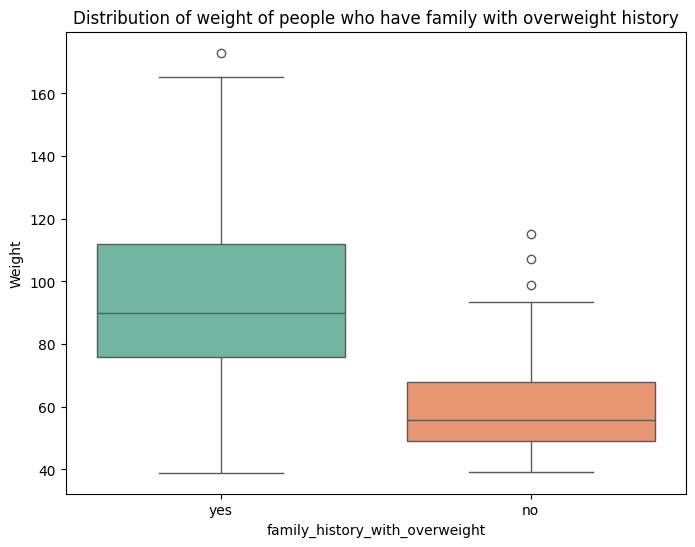 Distribution of weight of people who have family with overweight history
Weight
160
140
120
100
80
60
40
yes
no
family_history_with_overweight